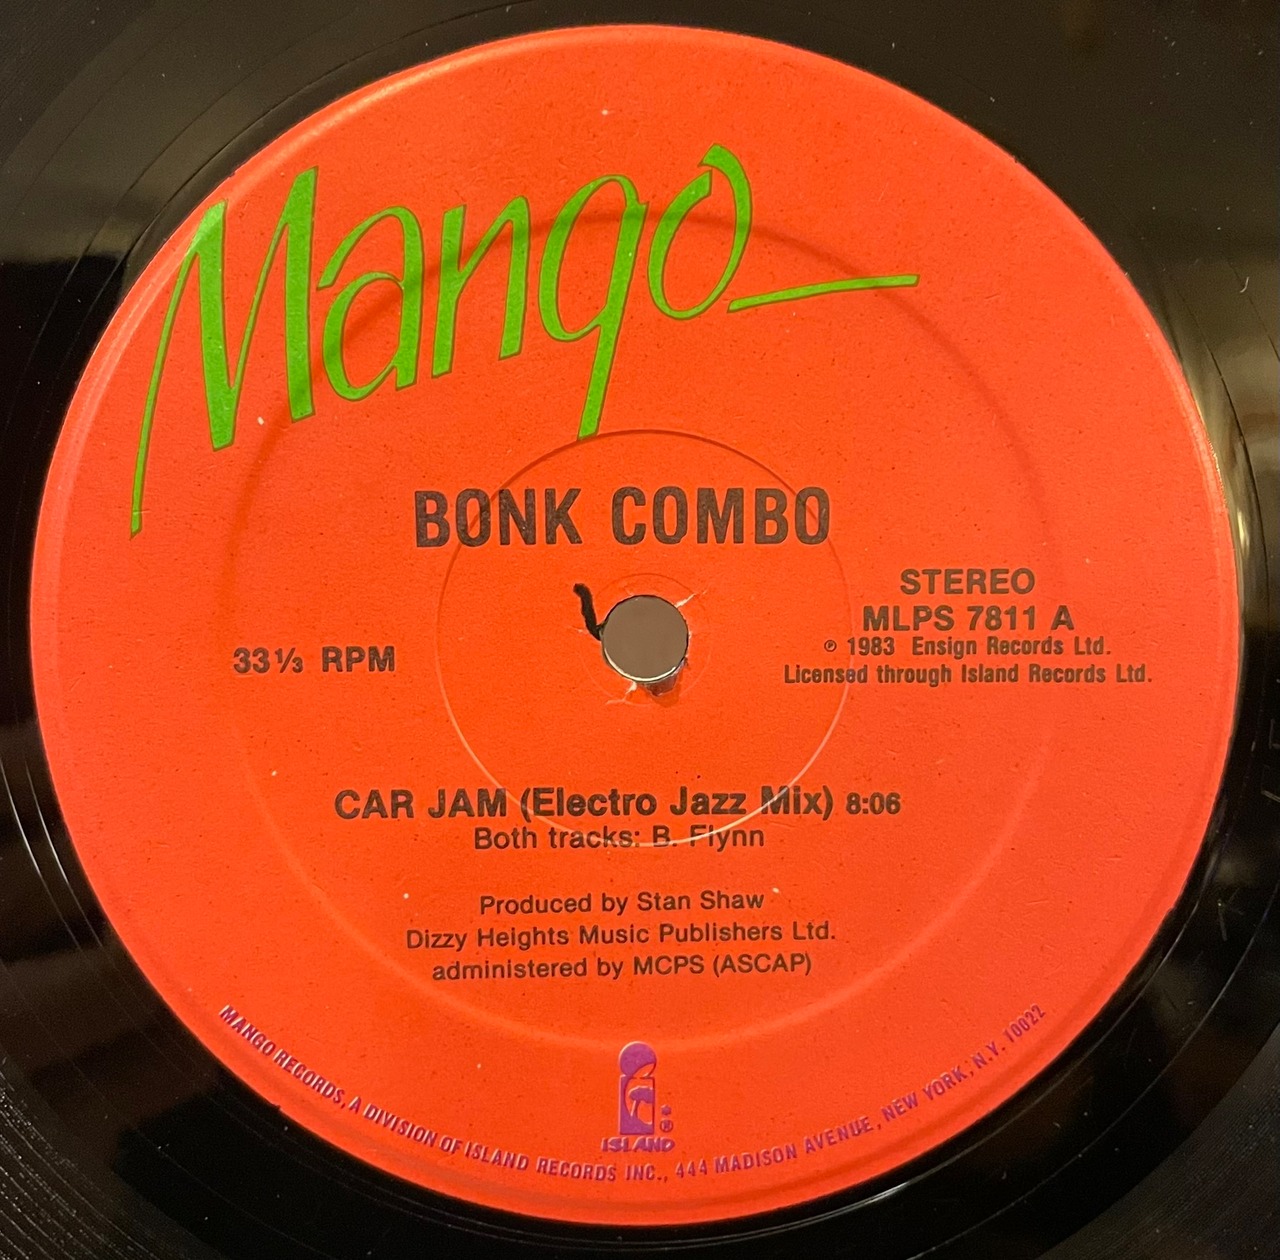 Mango
BONK COMBO
STEREO
MLPS 7811 A
℗ 1983 Ensign Records Ltd.
Licensed through Island Records Ltd.
33⅓ RPM
CAR JAM (Electro Jazz Mix) 8:06
Both tracks: B. Flynn
Produced by Stan Shaw
Dizzy Heights Music Publishers Ltd.
administered by MCPS (ASCAP)
ISLAND ®
MANGO RECORDS, A DIVISION OF ISLAND RECORDS INC., 444 MADISON AVENUE, NEW YORK, N.Y. 10022